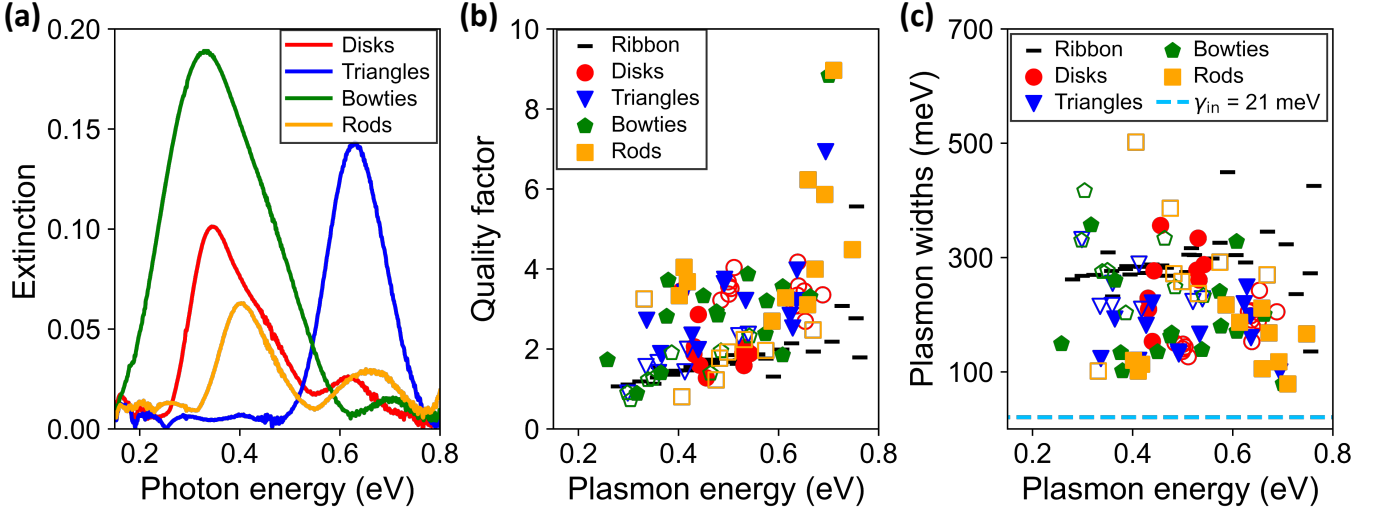 (a)
0.20
0.15
0.10
0.05
0.00
Extinction
0.2 0.4 0.6 0.8
Photon energy (eV)
Disks
Triangles
Bowties
Rods
(b)
10
8
6
4
2
0
Quality factor
0.2 0.4 0.6 0.8
Plasmon energy (eV)
Ribbon
Disks
Triangles
Bowties
Rods
(c)
700
500
300
100
Plasmon widths (meV)
0.2 0.4 0.6 0.8
Plasmon energy (eV)
Ribbon
Disks
Triangles
Bowties
Rods
γin = 21 meV